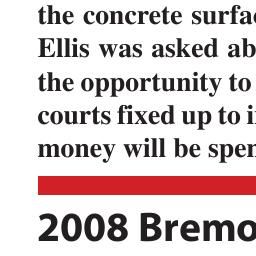 the concrete surfa
Ellis was asked ab
the opportunity to
courts fixed up to i
money will be spen
2008 Bremo